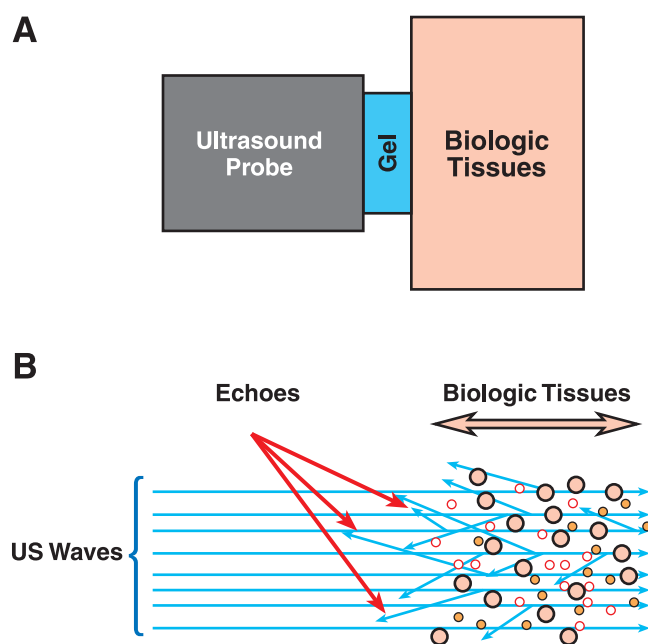 A
Ultrasound
Probe
Gel
Biologic
Tissues
B
Echoes
Biologic Tissues
US Waves